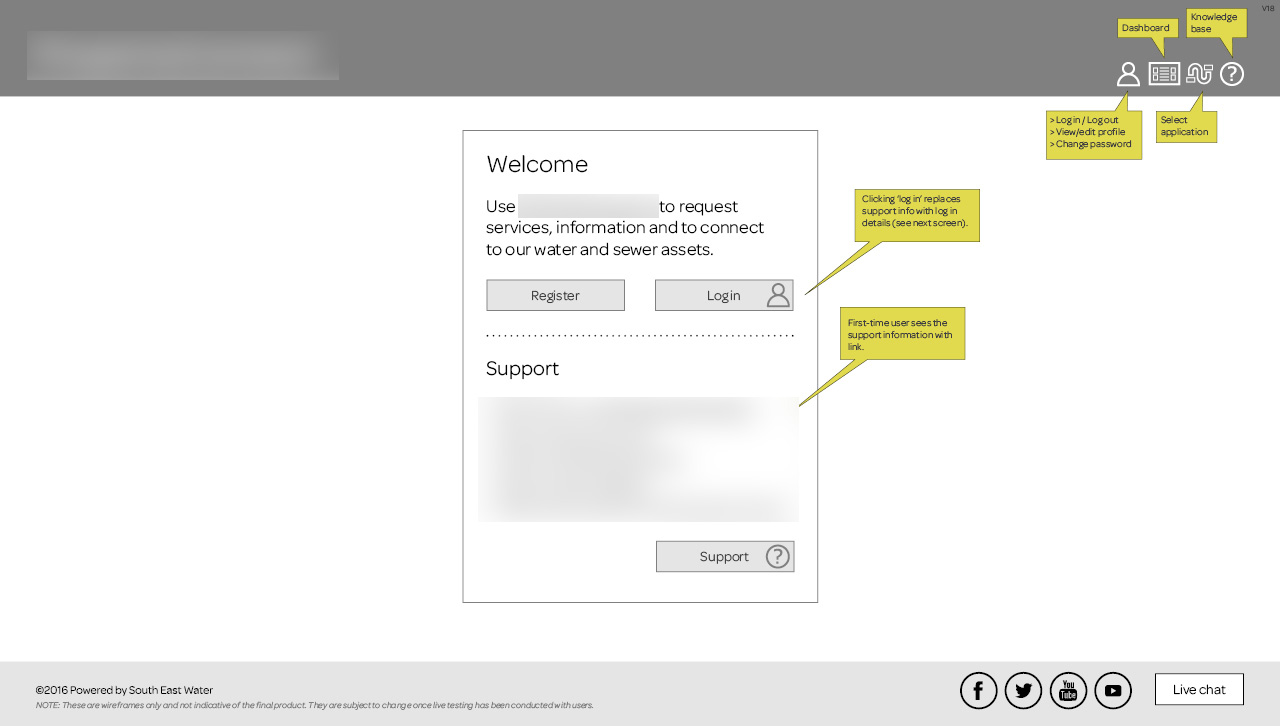 V18
Dashboard
Knowledge
base
> Log in / Log out
> View/edit profile
> Change password
Select
application
Welcome
Use to request
services, information and to connect
to our water and sewer assets.
Register
Log in
Clicking ‘log in’ replaces
support info with log in
details (see next screen).
First-time user sees the
support information with
link.
Support
Support
©2016 Powered by South East Water
NOTE: These are wireframes only and not indicative of the final product. They are subject to change once live testing has been conducted with users.
You
Tube
Live chat